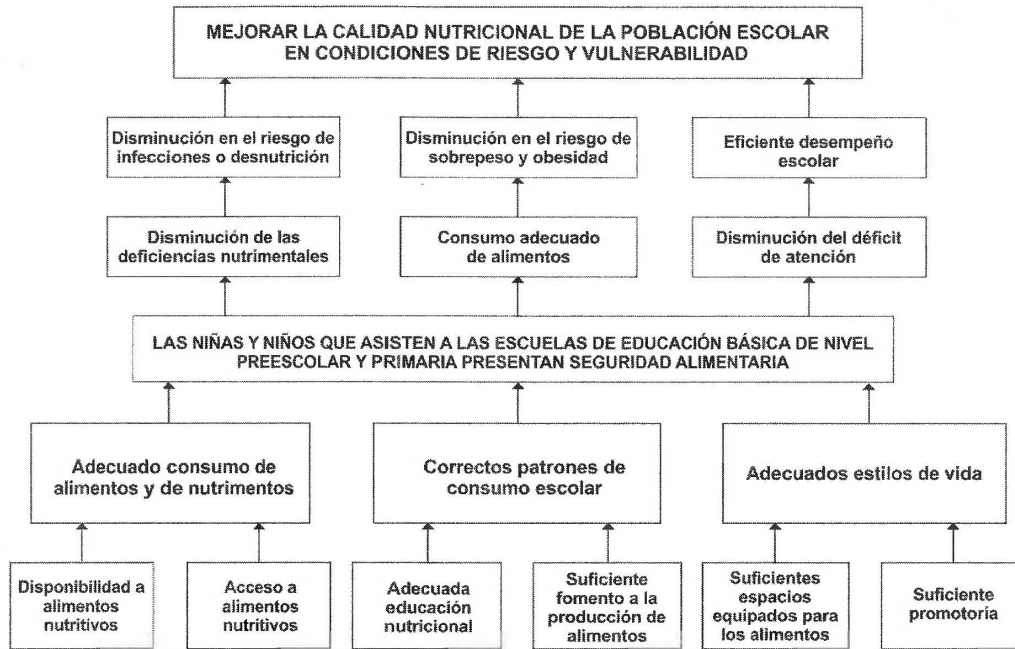 MEJORAR LA CALIDAD NUTRICIONAL DE LA POBLACIÓN ESCOLAR
EN CONDICIONES DE RIESGO Y VULNERABILIDAD
Disminución en el riesgo de
infecciones o desnutrición
Disminución en el riesgo de
sobrepeso y obesidad
Eficiente desempeño
escolar
Disminución de las
deficiencias nutrimentales
Consumo adecuado
de alimentos
Disminución del déficit
de atención
LAS NIÑAS Y NIÑOS QUE ASISTEN A LAS ESCUELAS DE EDUCACIÓN BÁSICA DE NIVEL
PREESCOLAR Y PRIMARIA PRESENTAN SEGURIDAD ALIMENTARIA
Adecuado consumo de
alimentos y de nutrimentos
Correctos patrones de
consumo escolar
Adecuados estilos de vida
Disponibilidad a
alimentos
nutritivos
Acceso a
alimentos
nutritivos
Adecuada
educación
nutricional
Suficiente
fomento a la
producción de
alimentos
Suficientes
espacios
equipados para
los alimentos
Suficiente
promotoría